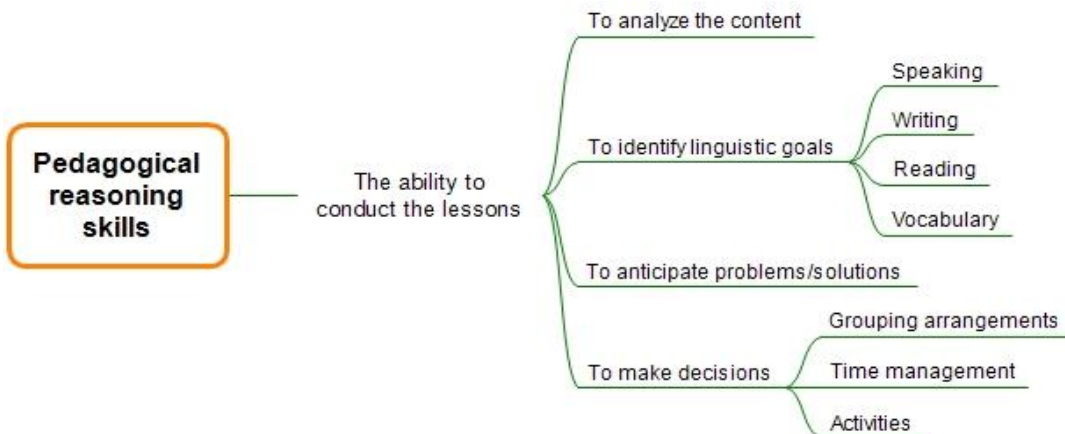 Pedagogical
reasoning
skills
The ability to
conduct the lessons
To analyze the content
To identify linguistic goals
Speaking
Writing
Reading
Vocabulary
To anticipate problems/solutions
To make decisions
Grouping arrangements
Time management
Activities